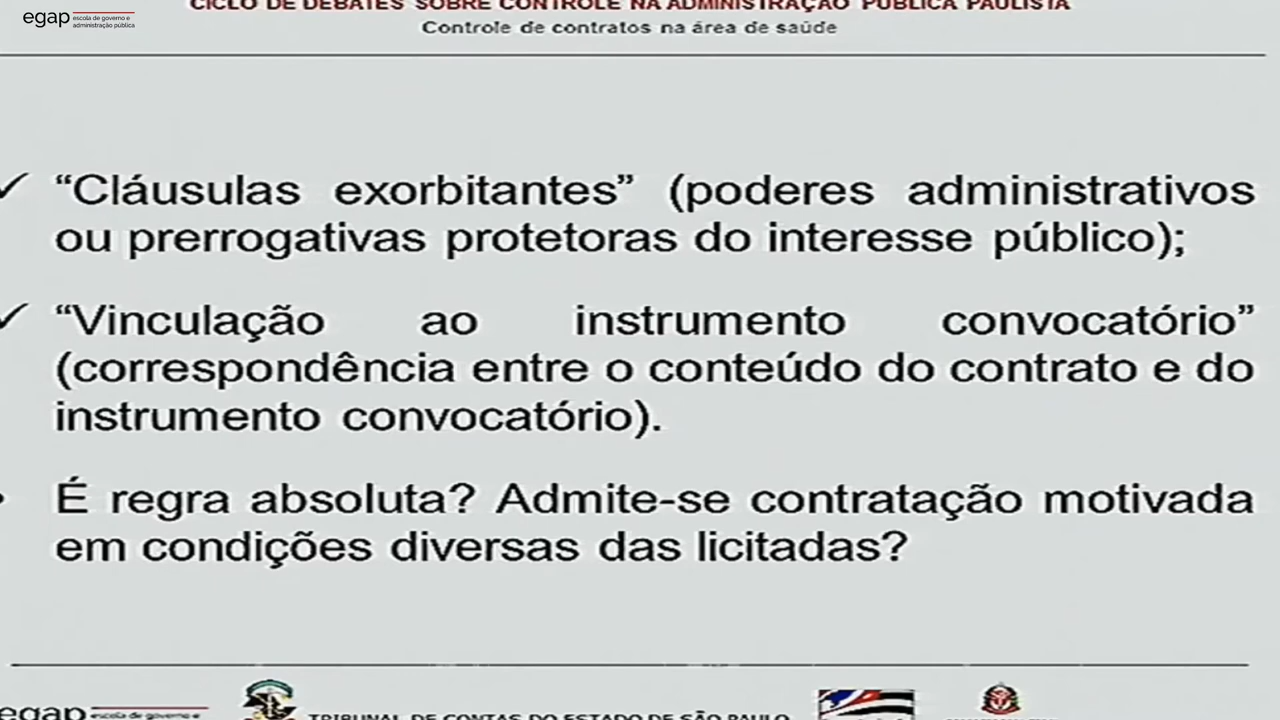 CICLO DE DEBATES SOBRE CONTROLE NA ADMINISTRAÇÃO PÚBLICA PAULISTA
egap escola de governo e administração pública
Controle de contratos na área de saúde
✓ “Cláusulas exorbitantes” (poderes administrativos
ou prerrogativas protetoras do interesse público);
✓ “Vinculação ao instrumento convocatório”
(correspondência entre o conteúdo do contrato e do
instrumento convocatório).
• É regra absoluta? Admite-se contratação motivada
em condições diversas das licitadas?
egap escola de governo e
TRIBUNAL DE CONTAS DO ESTADO DE SÃO PAULO